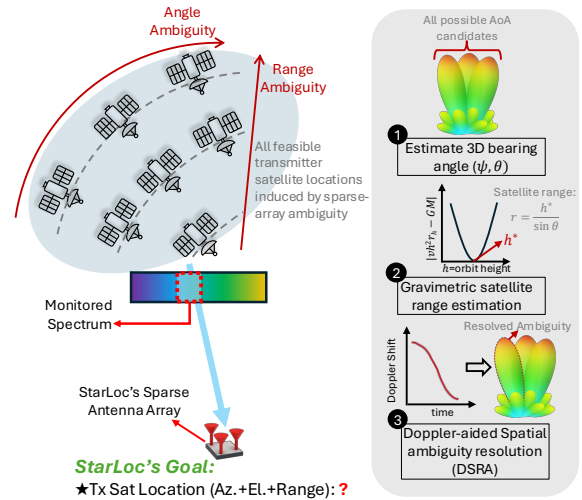 Angle
Ambiguity
Range
Ambiguity
All feasible
transmitter
satellite locations
induced by sparse-
array ambiguity
Monitored
Spectrum
StarLoc's Sparse
Antenna Array
StarLoc's Goal:
★Tx Sat Location (Az.+El.+Range): ?
All possible AoA
candidates
1
Estimate 3D bearing
angle (ψ, θ)
|vh²rₕ − GM|
Satellite range:
r = h* / sin θ
h*
h=orbit height
2
Gravimetric satellite
range estimation
Resolved Ambiguity
Doppler Shift
time
3
Doppler-aided Spatial
ambiguity resolution
(DSRA)